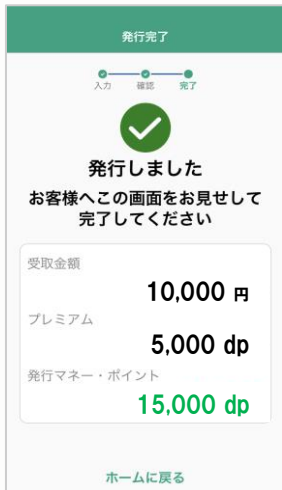 発行完了
入力 確認 完了
発行しました
お客様へこの画面をお見せして
完了してください
受取金額
10,000 円
プレミアム
5,000 dp
発行マネー・ポイント
15,000 dp
ホームに戻る